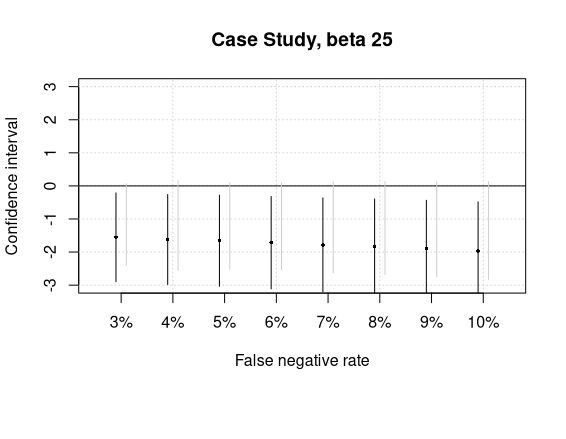 Case Study, beta 25
Confidence interval
3
2
1
0
-1
-2
-3
3% 4% 5% 6% 7% 8% 9% 10%
False negative rate